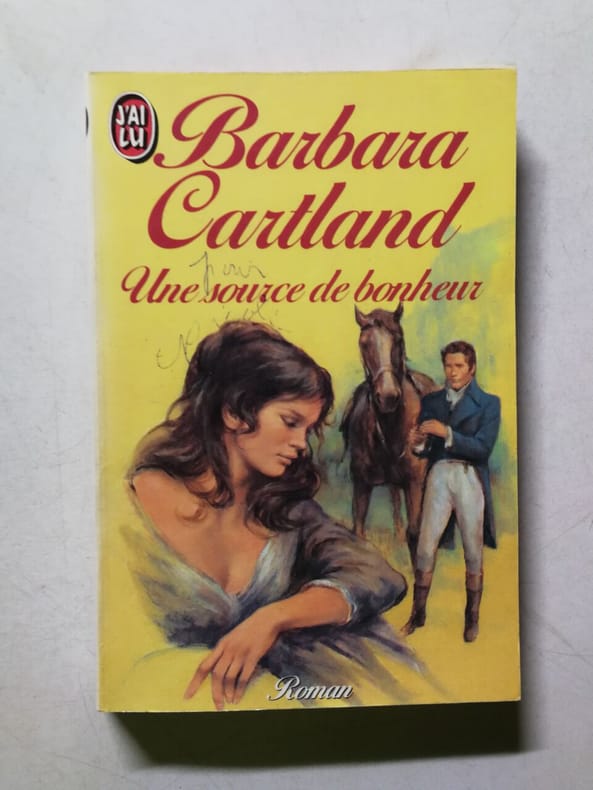 J'AI
LU
Barbara
Cartland
Une source de bonheur
Roman